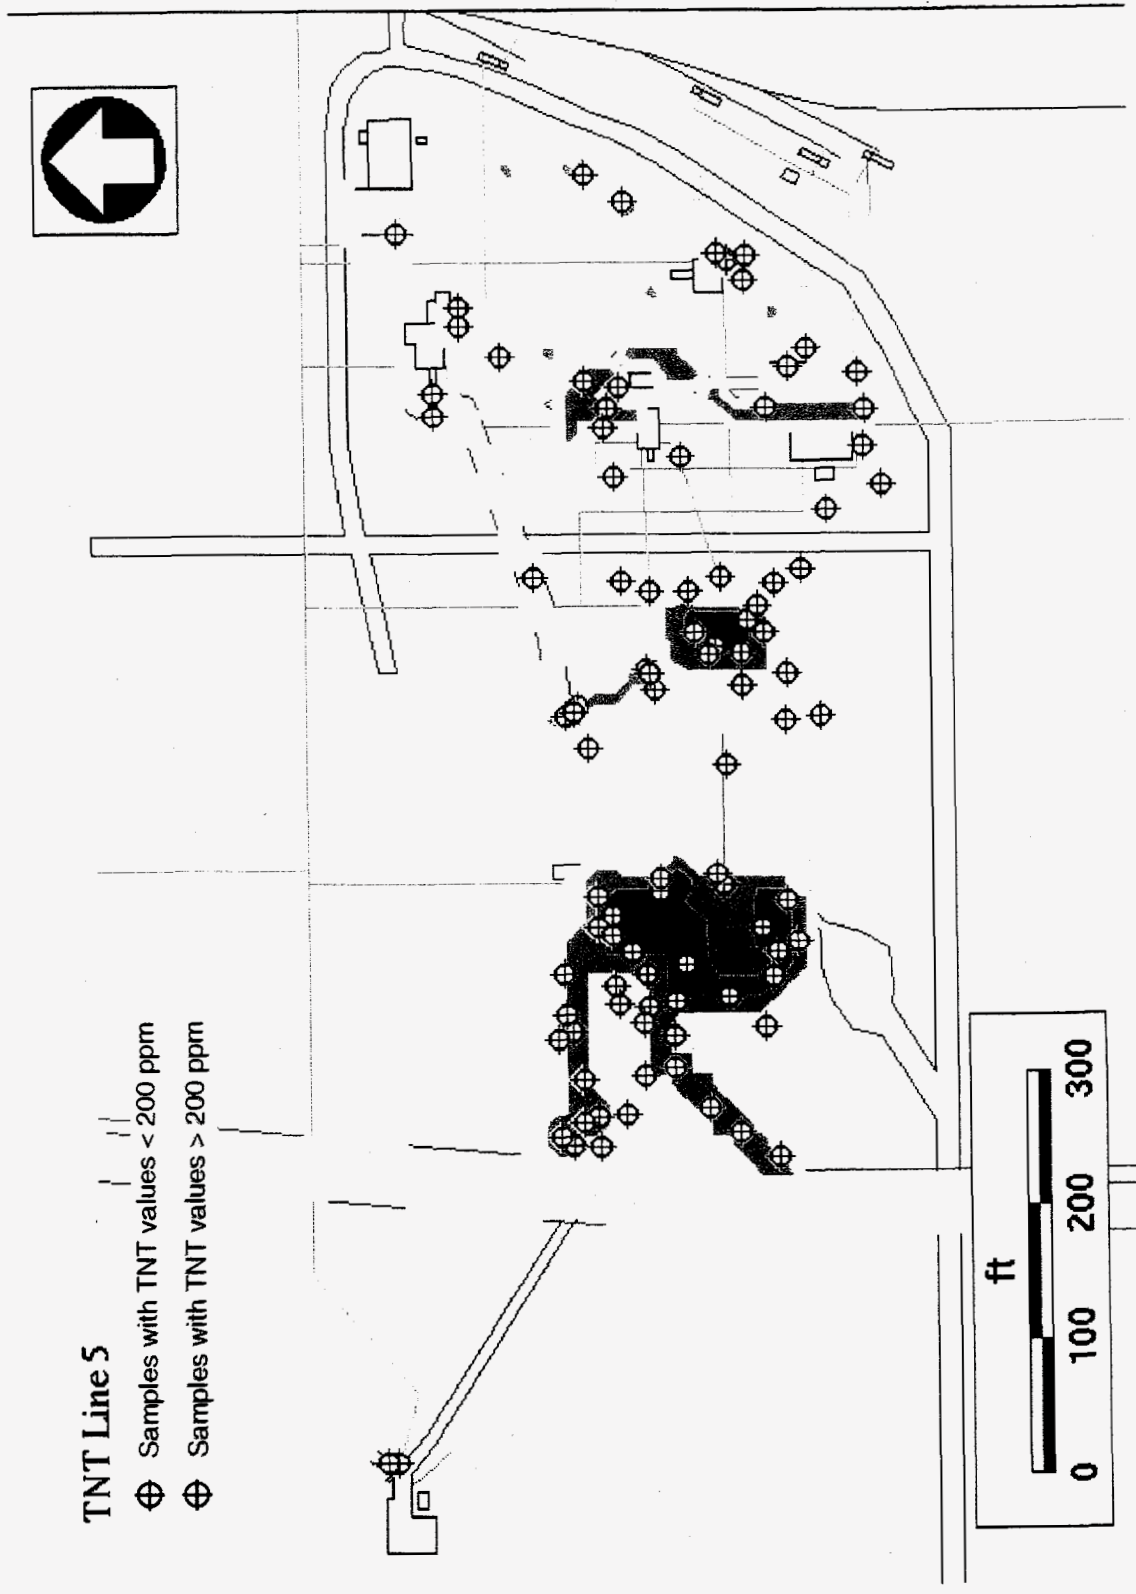 TNT Line 5
Samples with TNT values < 200 ppm
Samples with TNT values > 200 ppm
ft
0 100 200 300